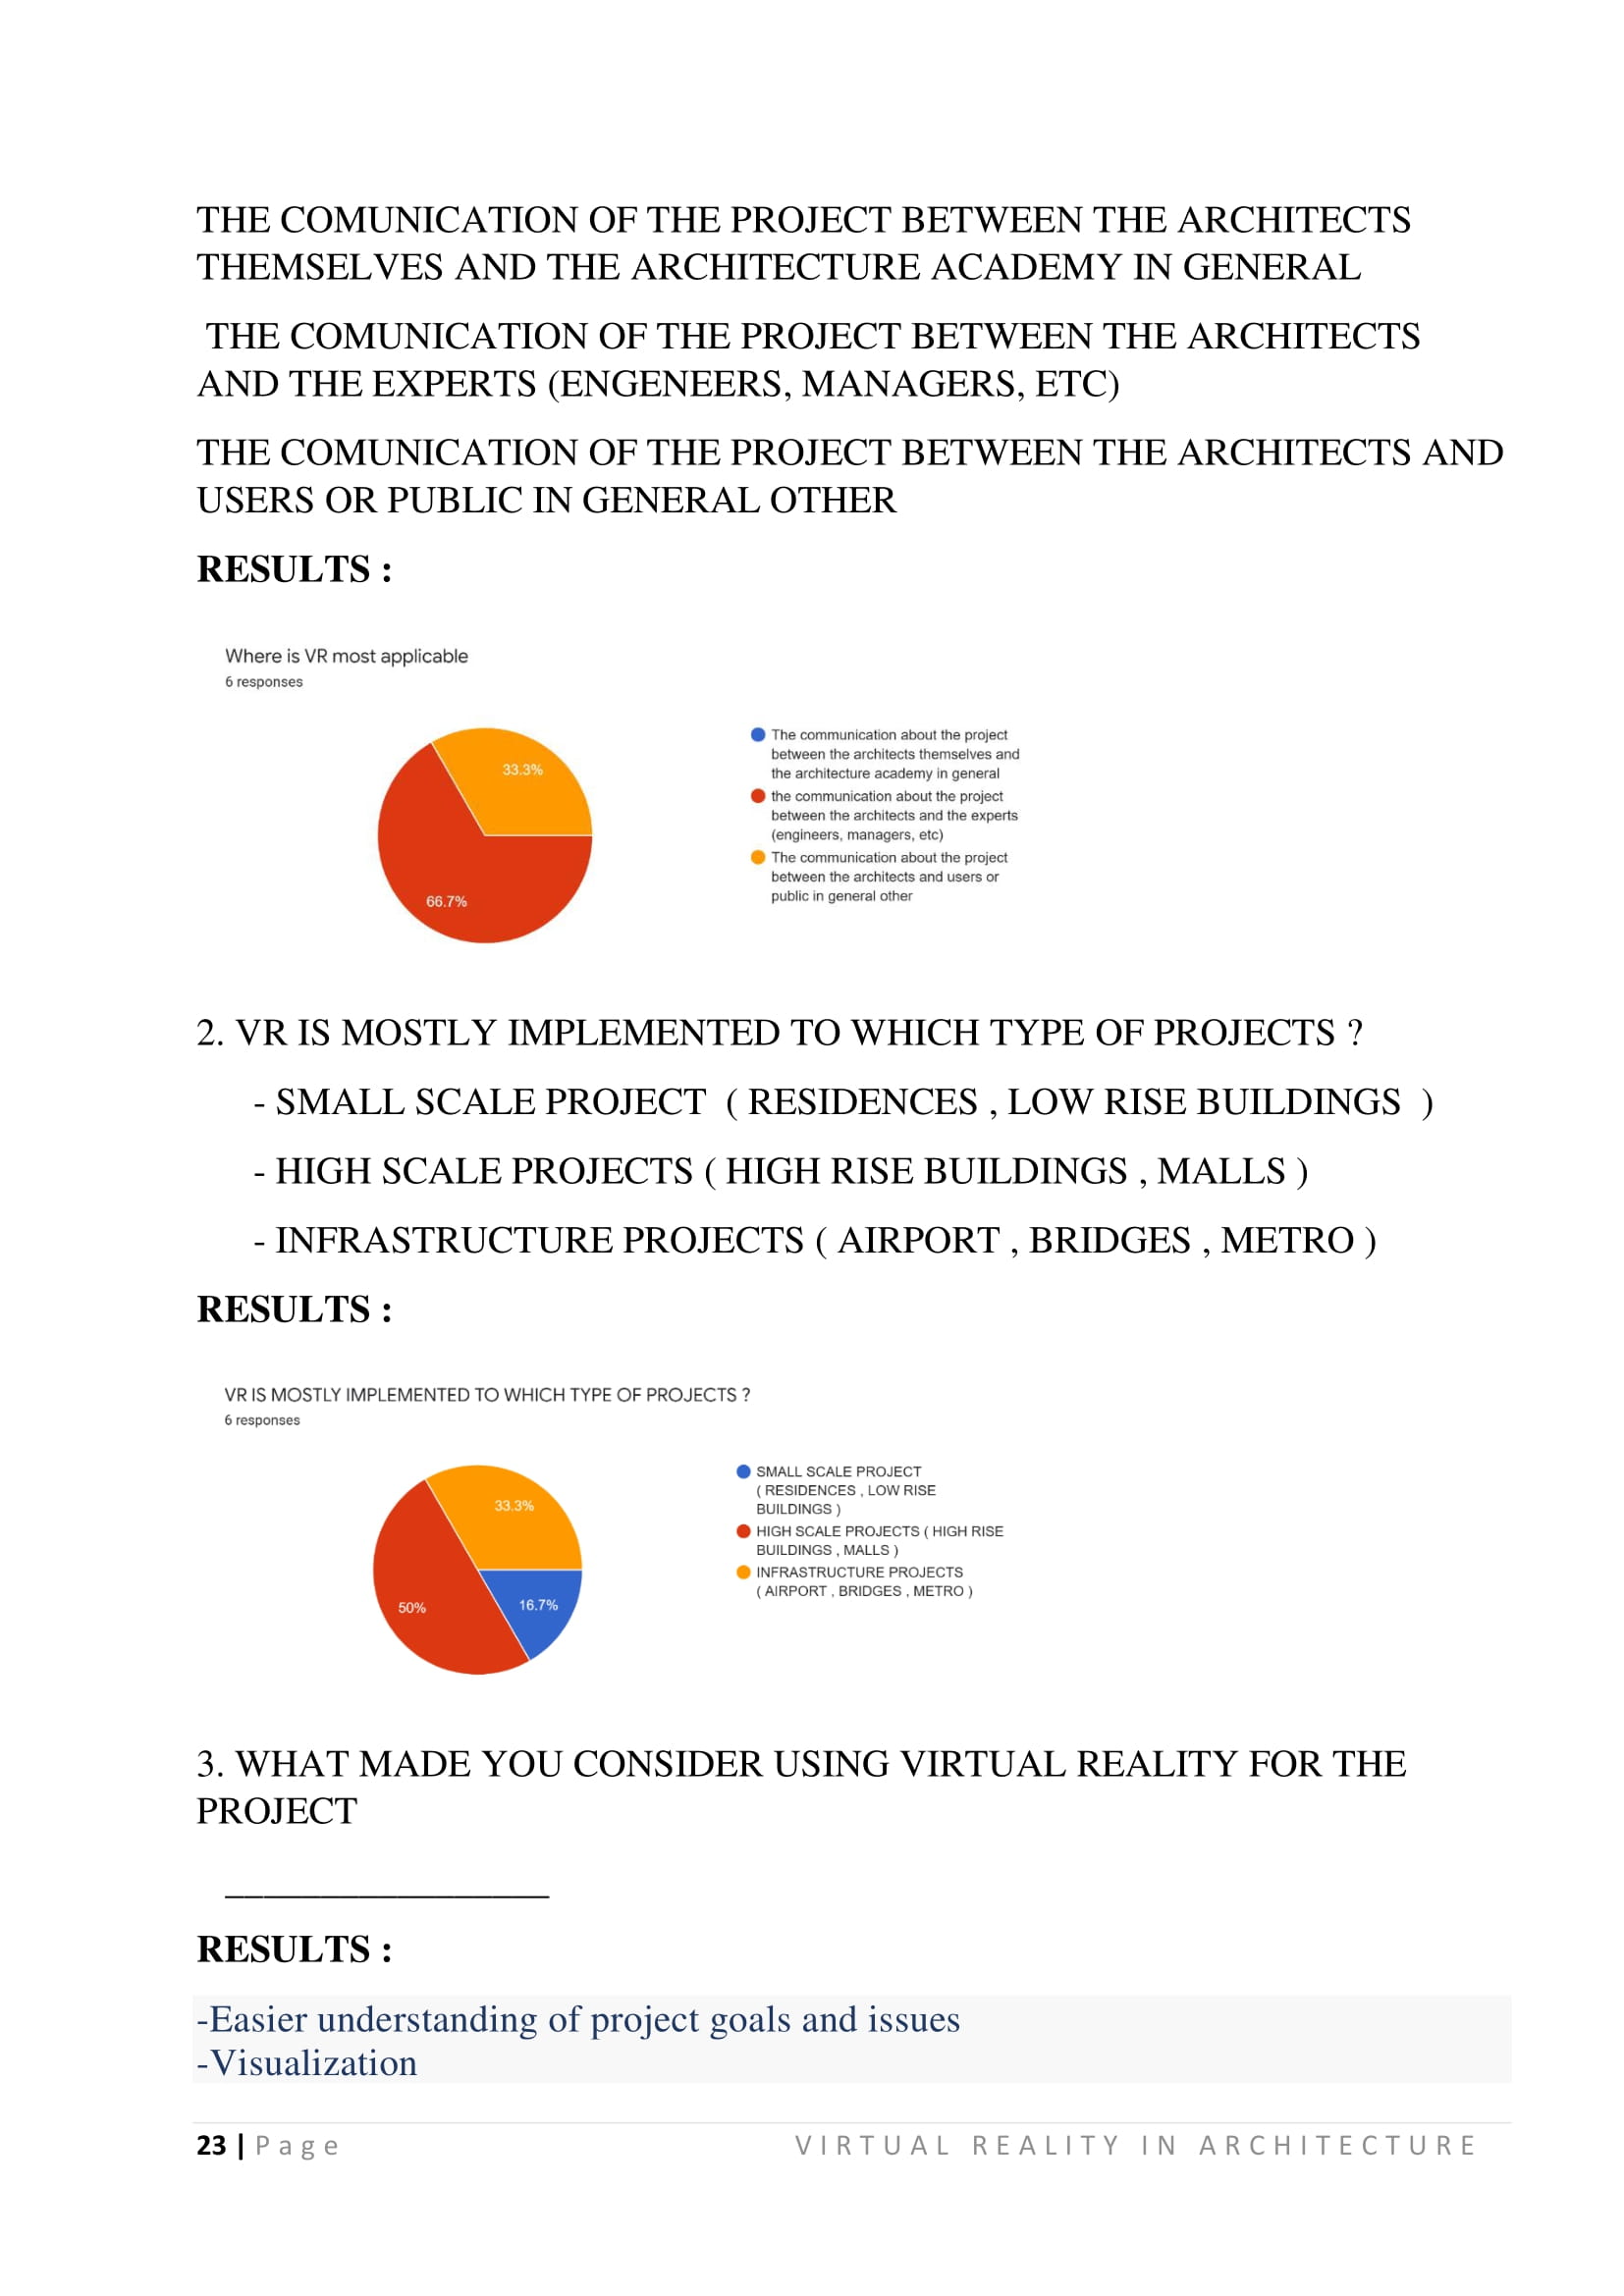 THE COMUNICATION OF THE PROJECT BETWEEN THE ARCHITECTS
THEMSELVES AND THE ARCHITECTURE ACADEMY IN GENERAL
THE COMUNICATION OF THE PROJECT BETWEEN THE ARCHITECTS
AND THE EXPERTS (ENGENEERS, MANAGERS, ETC)
THE COMUNICATION OF THE PROJECT BETWEEN THE ARCHITECTS AND
USERS OR PUBLIC IN GENERAL OTHER
RESULTS :
Where is VR most applicable
6 responses
33.3%
66.7%
The communication about the project
between the architects themselves and
the architecture academy in general
the communication about the project
between the architects and the experts
(engineers, managers, etc)
The communication about the project
between the architects and users or
public in general other
2. VR IS MOSTLY IMPLEMENTED TO WHICH TYPE OF PROJECTS ?
- SMALL SCALE PROJECT ( RESIDENCES , LOW RISE BUILDINGS )
- HIGH SCALE PROJECTS ( HIGH RISE BUILDINGS , MALLS )
- INFRASTRUCTURE PROJECTS ( AIRPORT , BRIDGES , METRO )
RESULTS :
VR IS MOSTLY IMPLEMENTED TO WHICH TYPE OF PROJECTS ?
6 responses
33.3%
50%
16.7%
SMALL SCALE PROJECT
( RESIDENCES , LOW RISE
BUILDINGS )
HIGH SCALE PROJECTS ( HIGH RISE
BUILDINGS , MALLS )
INFRASTRUCTURE PROJECTS
( AIRPORT , BRIDGES , METRO )
3. WHAT MADE YOU CONSIDER USING VIRTUAL REALITY FOR THE
PROJECT
_________________
RESULTS :
-Easier understanding of project goals and issues
-Visualization
23 | Page VIRTUAL REALITY IN ARCHITECTURE